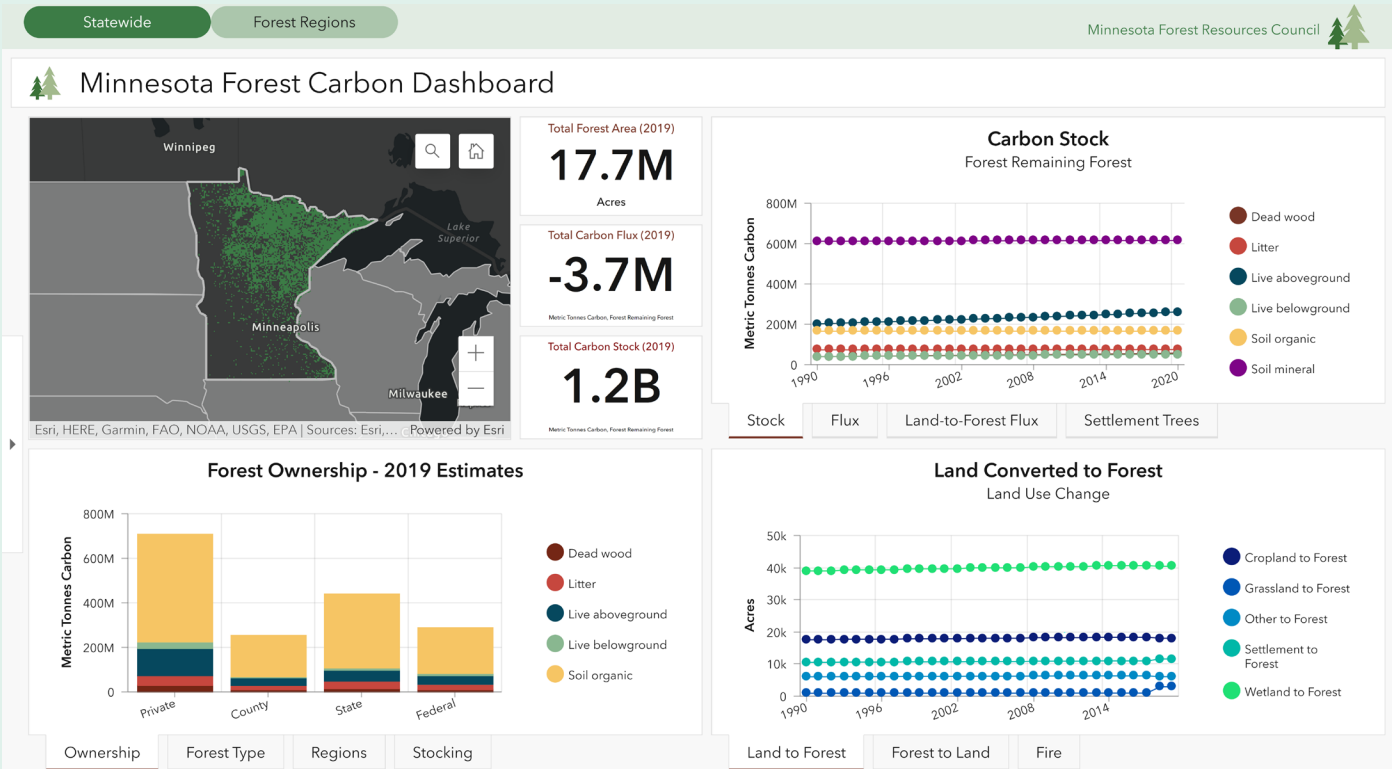 Statewide
Forest Regions
Minnesota Forest Resources Council
Minnesota Forest Carbon Dashboard
Winnipeg
Lake
Superior
Minneapolis
Milwaukee
Esri, HERE, Garmin, FAO, NOAA, USGS, EPA | Sources: Esri,... Powered by Esri
Total Forest Area (2019)
17.7M
Acres
Total Carbon Flux (2019)
-3.7M
Metric Tonnes Carbon, Forest Remaining Forest
Total Carbon Stock (2019)
1.2B
Metric Tonnes Carbon, Forest Remaining Forest
Carbon Stock
Forest Remaining Forest
Metric Tonnes Carbon
800M
600M
400M
200M
0
1990
1996
2002
2008
2014
2020
Dead wood
Litter
Live aboveground
Live belowground
Soil organic
Soil mineral
Stock
Flux
Land-to-Forest Flux
Settlement Trees
Forest Ownership - 2019 Estimates
Metric Tonnes Carbon
800M
600M
400M
200M
0
Private
County
State
Federal
Dead wood
Litter
Live aboveground
Live belowground
Soil organic
Ownership
Forest Type
Regions
Stocking
Land Converted to Forest
Land Use Change
Acres
50k
40k
30k
20k
10k
0
1990
1996
2002
2008
2014
Cropland to Forest
Grassland to Forest
Other to Forest
Settlement to
Forest
Wetland to Forest
Land to Forest
Forest to Land
Fire